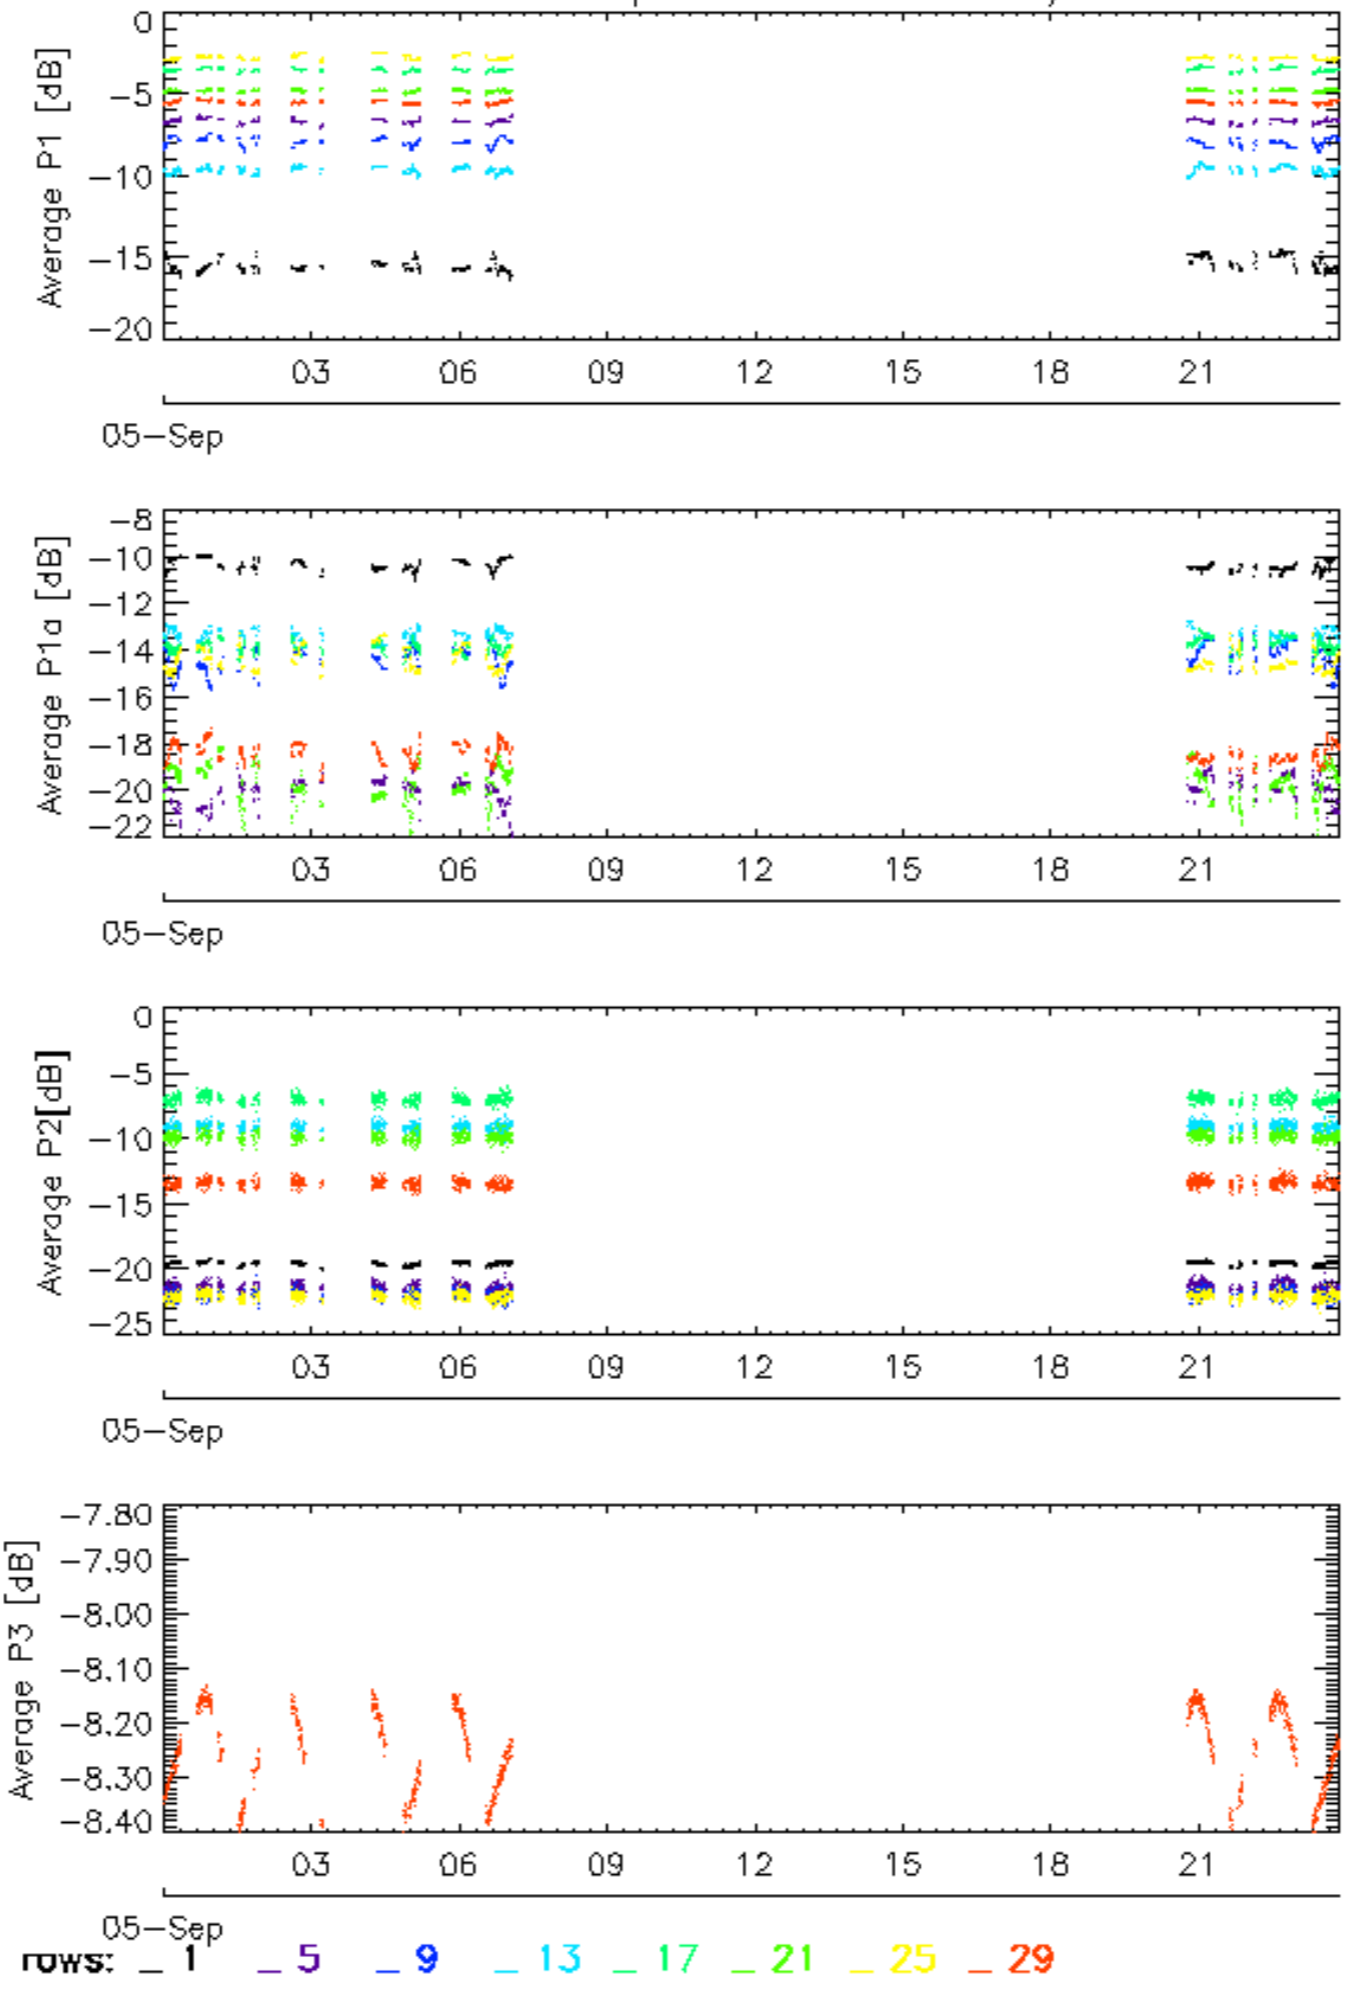 0
-5
-10
-15
-20
Average P1 [dB]
03 06 09 12 15 18 21
05-Sep
-8
-10
-12
-14
-16
-18
-20
-22
Average P1a [dB]
03 06 09 12 15 18 21
05-Sep
0
-5
-10
-15
-20
-25
Average P2[dB]
03 06 09 12 15 18 21
05-Sep
-7.80
-7.90
-8.00
-8.10
-8.20
-8.30
-8.40
Average P3 [dB]
03 06 09 12 15 18 21
05-Sep
rows: _ 1 _ 5 _ 9 _ 13 _ 17 _ 21 _ 25 _ 29